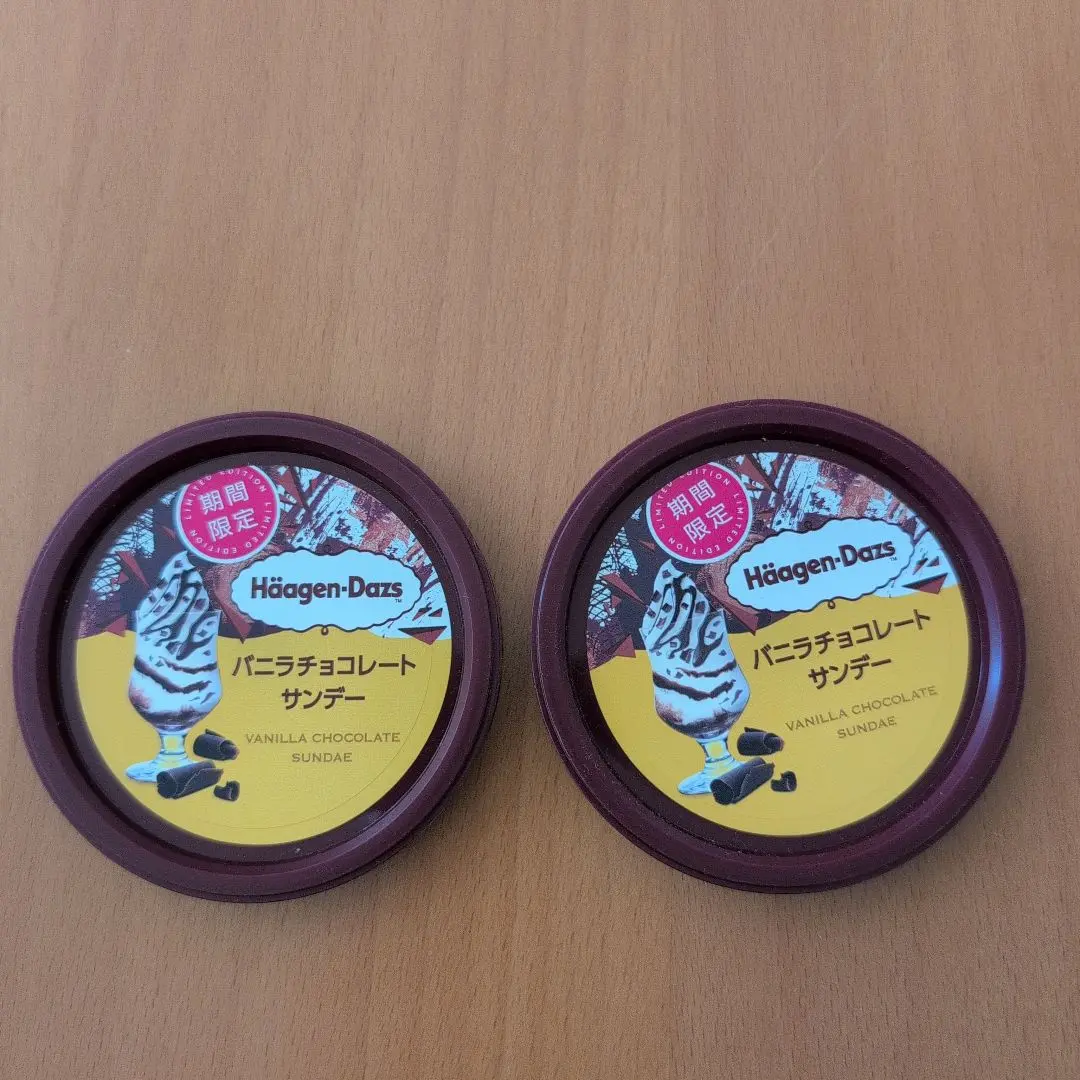 LIMITED EDITION LIMITED EDITION
期間
限定
Häagen-Dazs™
バニラチョコレート
サンデー
VANILLA CHOCOLATE
SUNDAE
LIMITED EDITION LIMITED EDITION
期間
限定
Häagen-Dazs™
バニラチョコレート
サンデー
VANILLA CHOCOLATE
SUNDAE